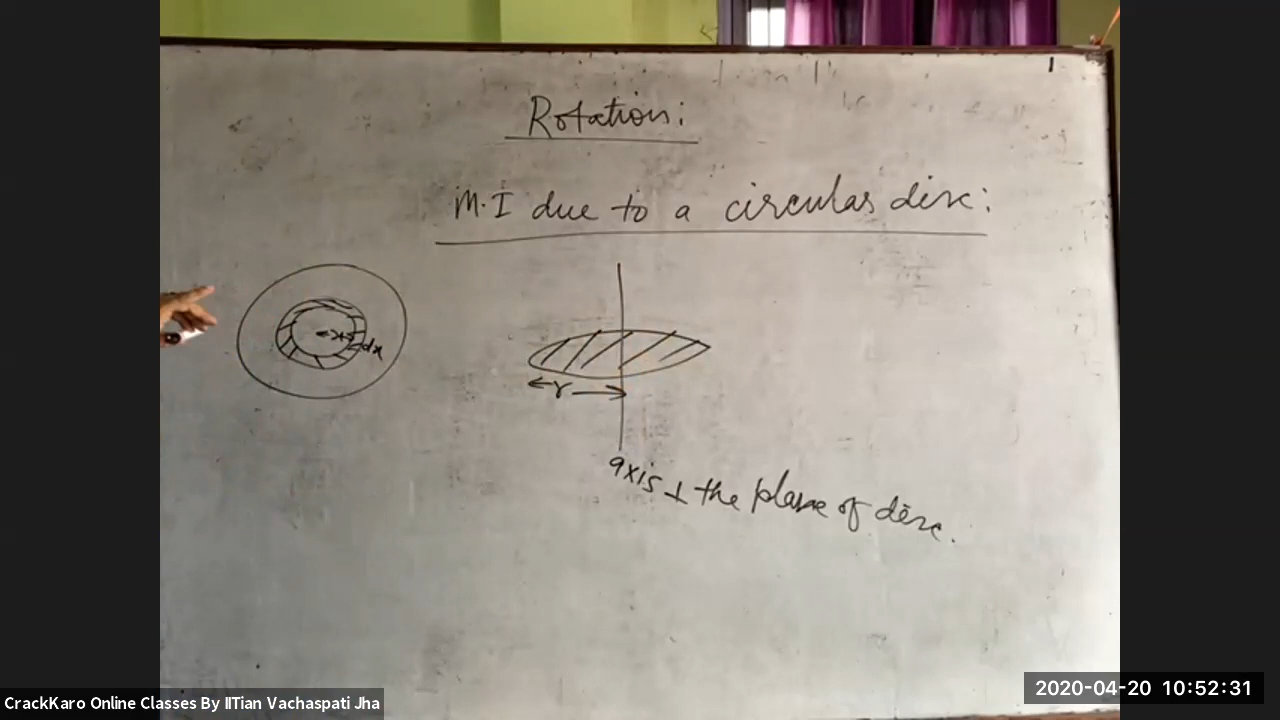 Rotation:
M.I due to a circular disc:
x
dx
r
axis ⊥ the plane of disc.
CrackKaro Online Classes By IITian Vachaspati Jha
2020-04-20 10:52:31